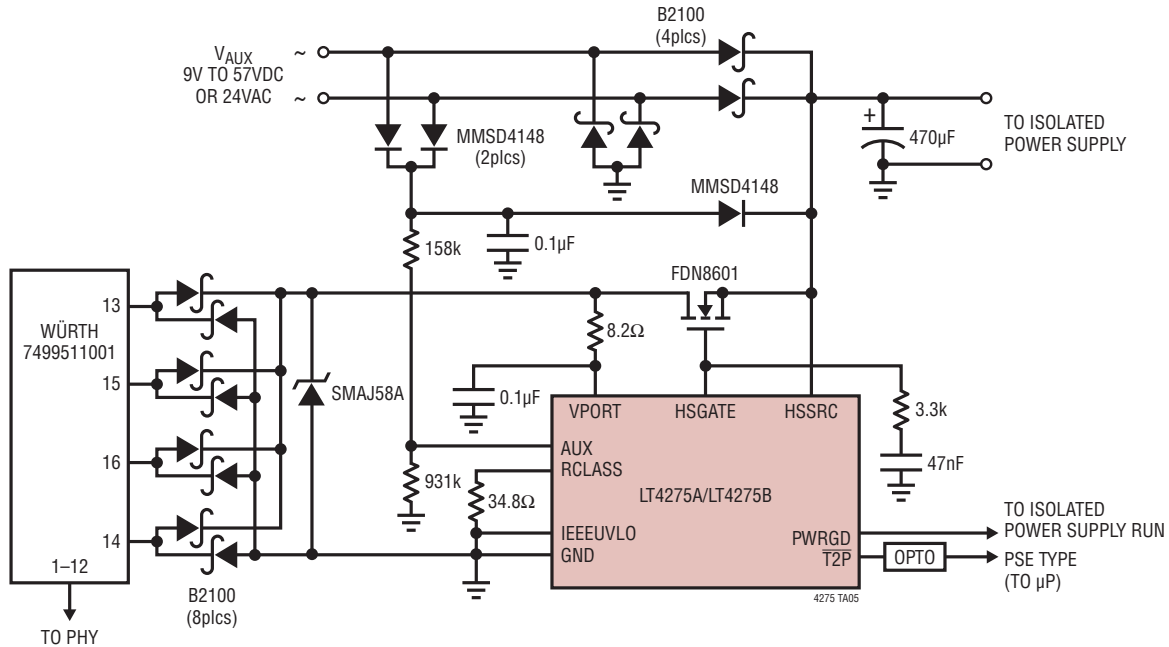 B2100
(4plcs)
VAUX
9V TO 57VDC
OR 24VAC
~
~
MMSD4148
(2plcs)
+
470µF
TO ISOLATED
POWER SUPPLY
MMSD4148
158k
0.1µF
FDN8601
13
WÜRTH
7499511001
15
16
14
1–12
TO PHY
B2100
(8plcs)
SMAJ58A
8.2Ω
0.1µF
3.3k
47nF
931k
34.8Ω
VPORT
HSGATE
HSSRC
AUX
RCLASS
LT4275A/LT4275B
IEEEUVLO
GND
PWRGD
T2P
OPTO
TO ISOLATED
POWER SUPPLY RUN
PSE TYPE
(TO µP)
4275 TA05